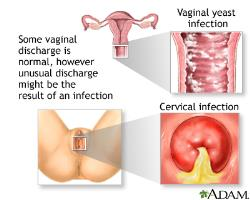 Vaginal yeast
infection
Some vaginal
discharge is
normal, however
unusual discharge
might be the
result of an infection
Cervical infection
ADAM.